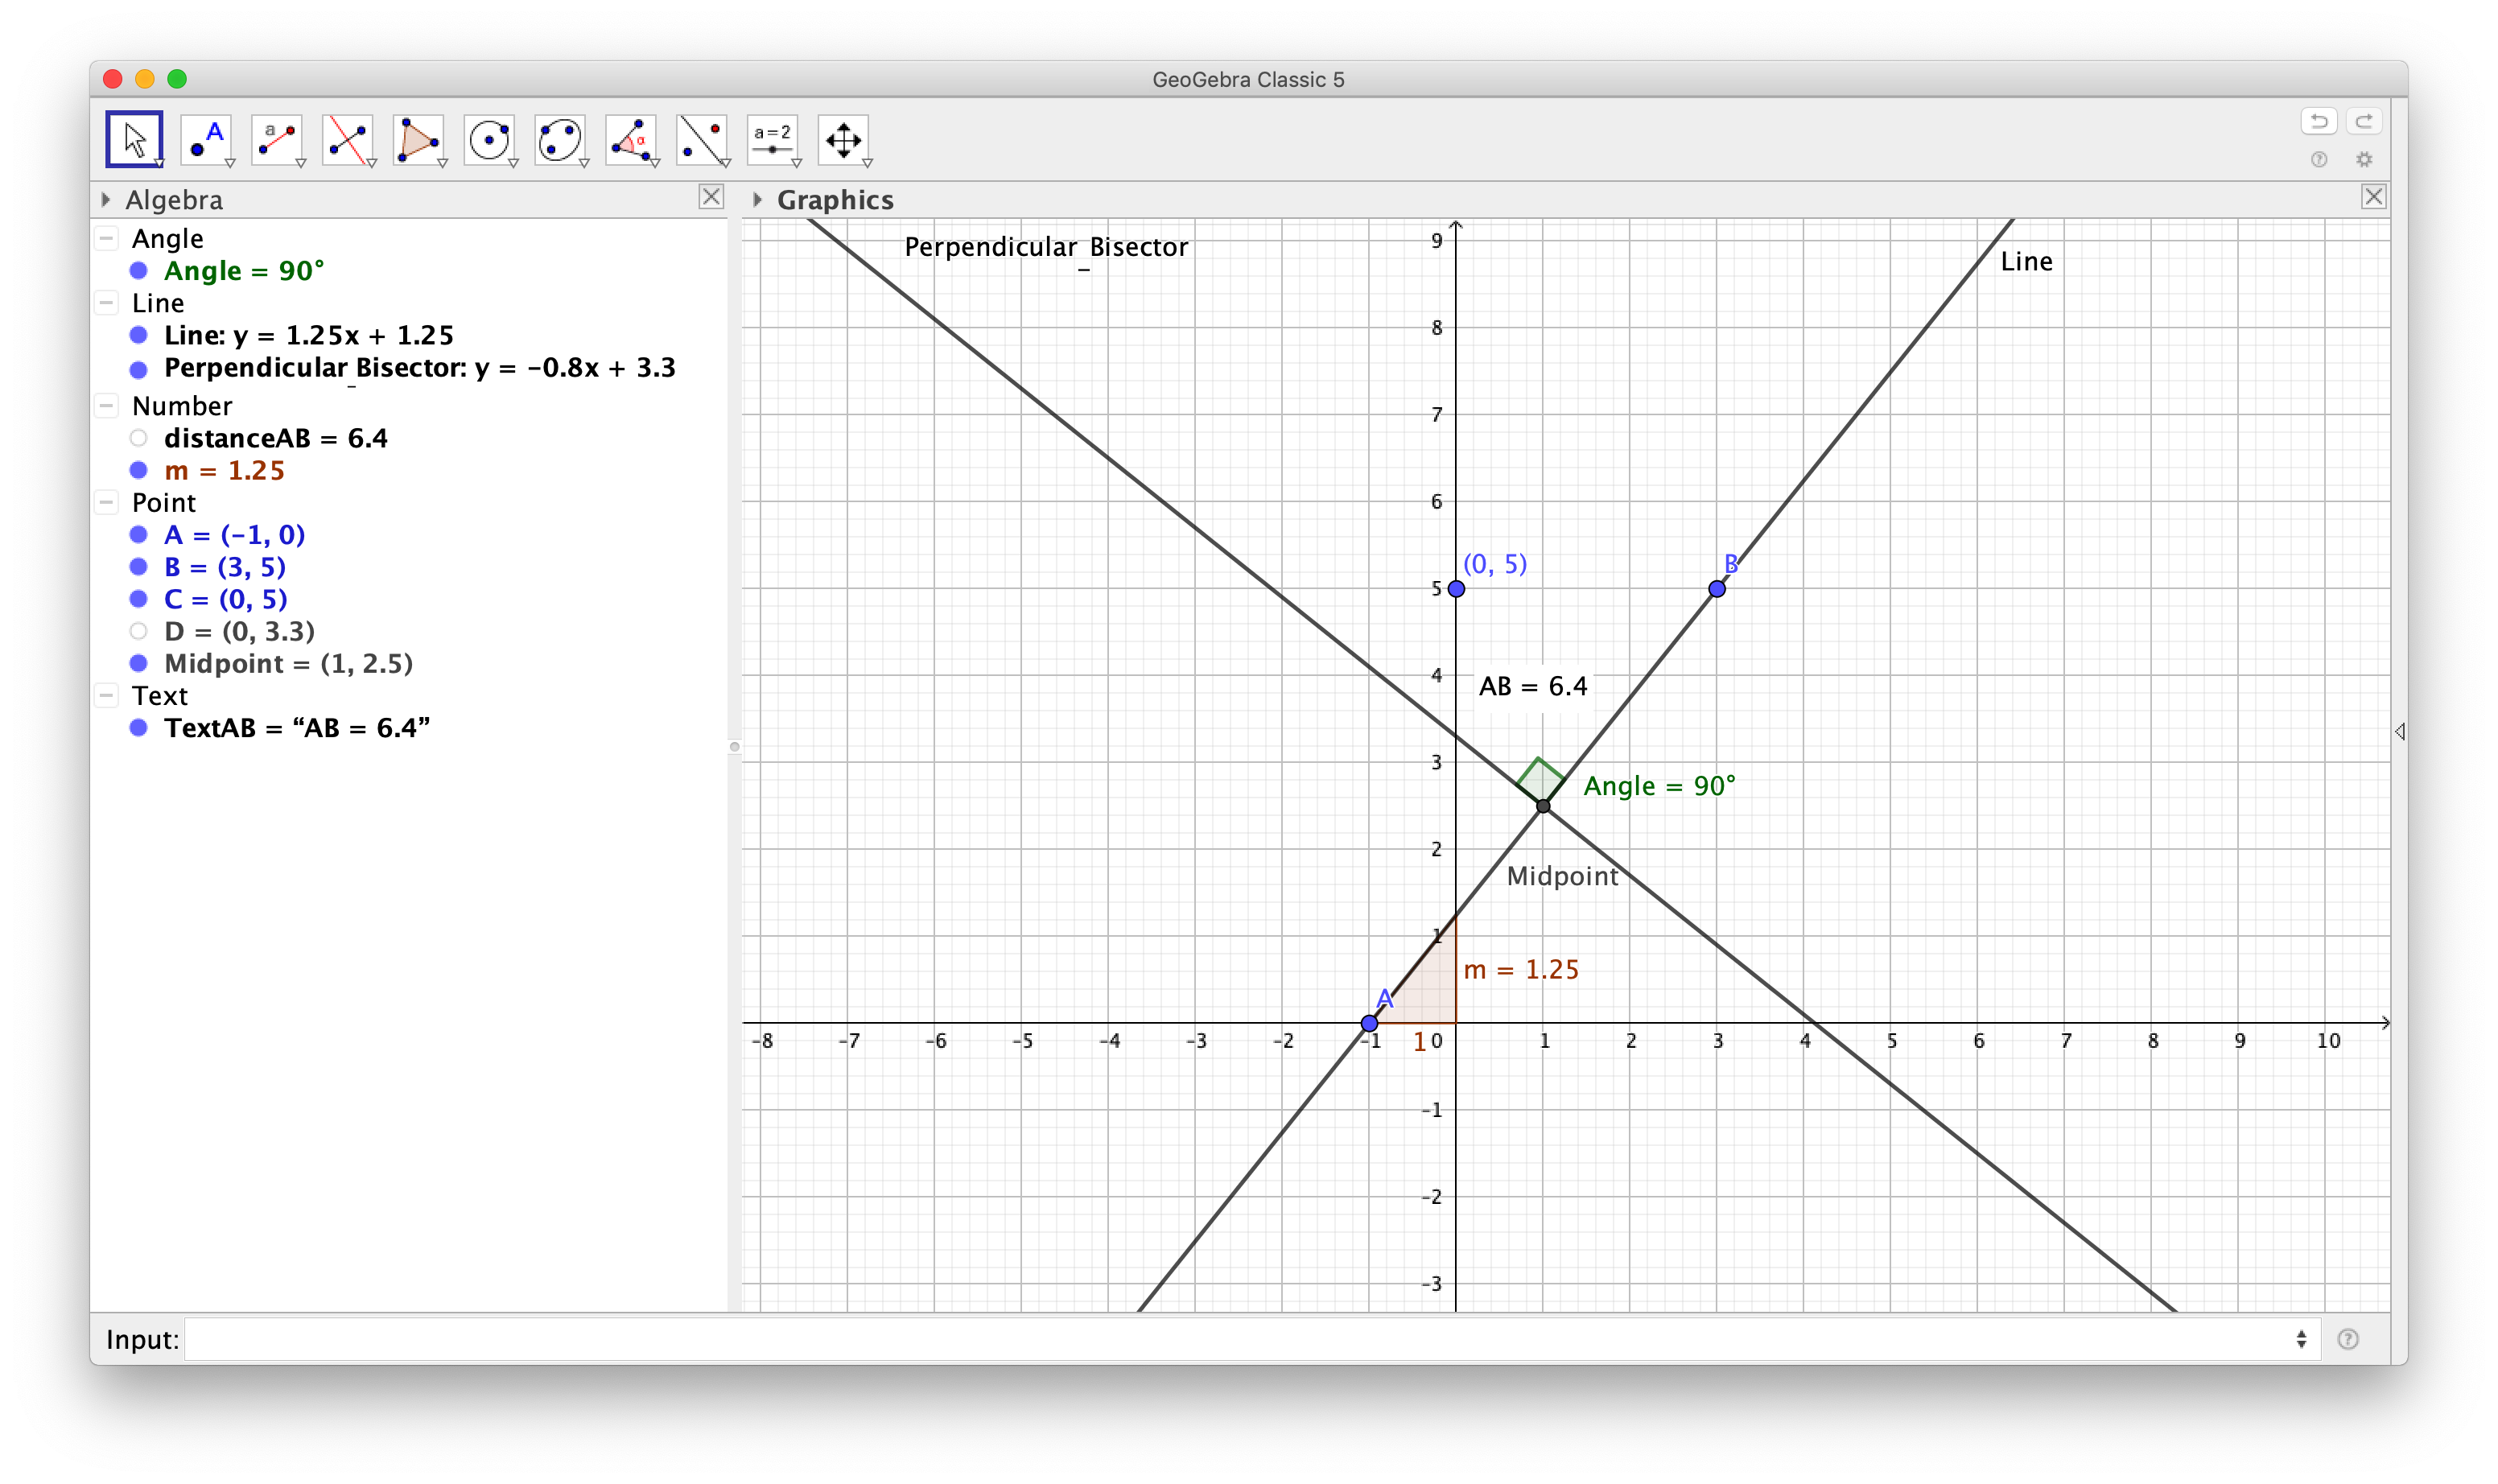 GeoGebra Classic 5
A
a
α
a=2
Algebra
Graphics
Angle
Angle = 90°
Line
Line: y = 1.25x + 1.25
Perpendicular_Bisector: y = −0.8x + 3.3
Number
distanceAB = 6.4
m = 1.25
Point
A = (−1, 0)
B = (3, 5)
C = (0, 5)
D = (0, 3.3)
Midpoint = (1, 2.5)
Text
TextAB = “AB = 6.4”
Perpendicular_Bisector
Line
9
8
7
6
(0, 5)
B
5
4
AB = 6.4
3
Angle = 90°
2
Midpoint
1
m = 1.25
A
-8 -7 -6 -5 -4 -3 -2 -1 1 0 1 2 3 4 5 6 7 8 9 10
-1
-2
-3
Input: